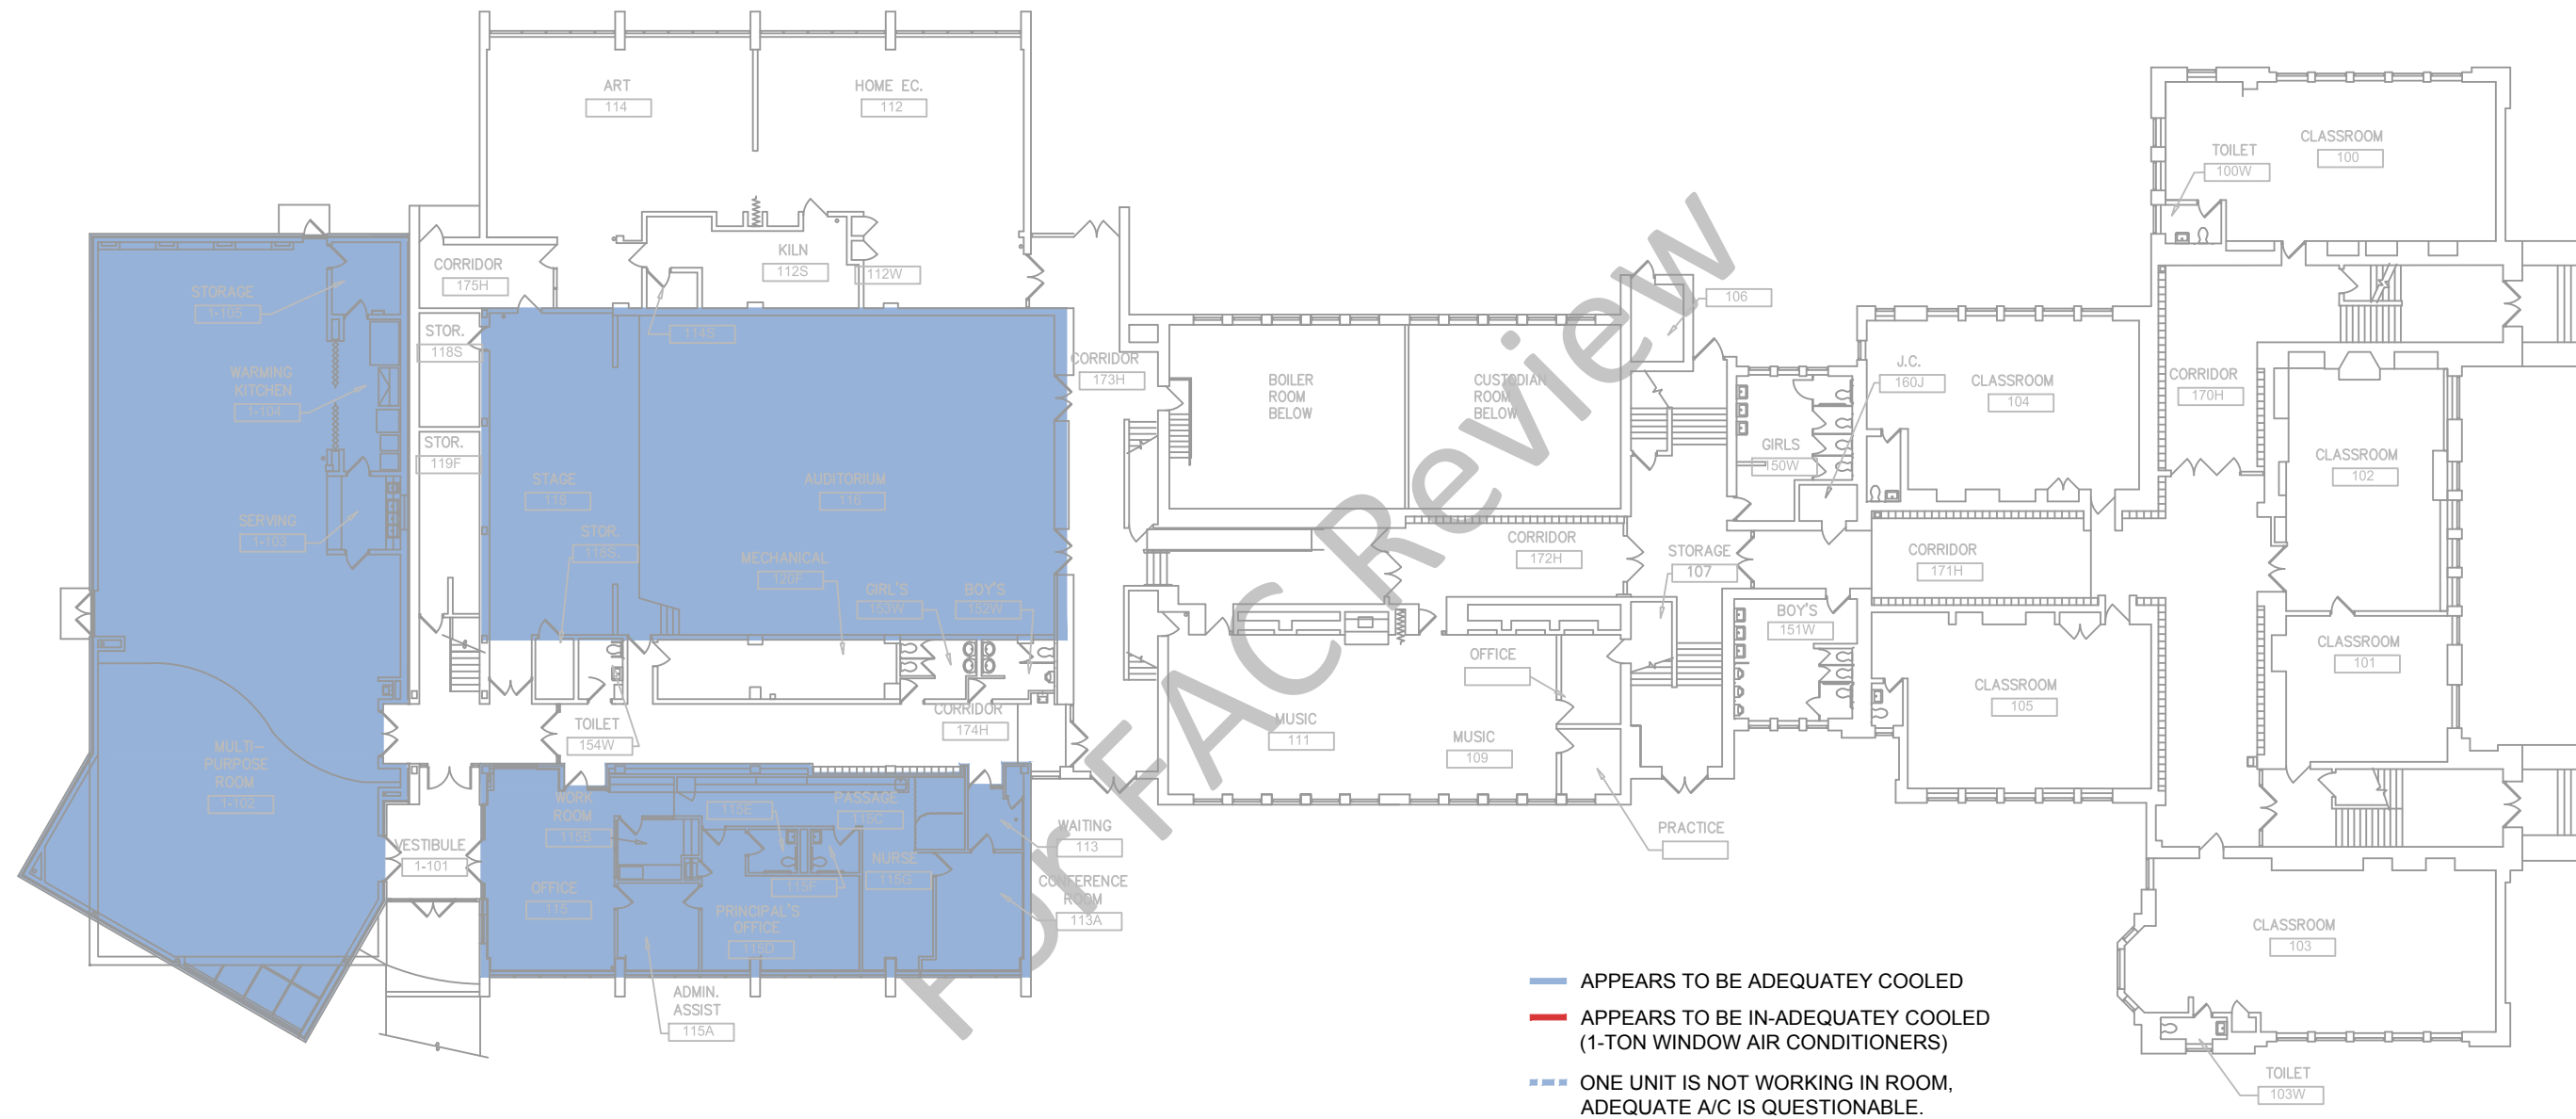 ART
114
HOME EC.
112
KILN
112S
112W
CORRIDOR
175H
STORAGE
1-105
STOR.
118S
114S
WARMING
KITCHEN
1-104
STOR.
119F
SERVING
1-103
STAGE
118
AUDITORIUM
116
STOR.
118S.
MECHANICAL
120F
GIRL'S
153W
BOY'S
152W
CORRIDOR
173H
TOILET
154W
CORRIDOR
174H
MULTI-
PURPOSE
ROOM
1-102
VESTIBULE
1-101
WORK
ROOM
115B
115E
PASSAGE
115C
WAITING
113
OFFICE
115
115F
NURSE
115G
CONFERENCE
ROOM
113A
PRINCIPAL'S
OFFICE
115D
ADMIN.
ASSIST
115A
BOILER
ROOM
BELOW
CUSTODIAN
ROOM
BELOW
106
CORRIDOR
172H
STORAGE
107
OFFICE
MUSIC
111
MUSIC
109
PRACTICE
GIRLS
150W
J.C.
160J
CLASSROOM
104
CORRIDOR
171H
BOY'S
151W
CLASSROOM
105
CORRIDOR
170H
TOILET
100W
CLASSROOM
100
CLASSROOM
102
CLASSROOM
101
CLASSROOM
103
TOILET
103W
For FAC Review
APPEARS TO BE ADEQUATEY COOLED
APPEARS TO BE IN-ADEQUATEY COOLED
(1-TON WINDOW AIR CONDITIONERS)
ONE UNIT IS NOT WORKING IN ROOM,
ADEQUATE A/C IS QUESTIONABLE.